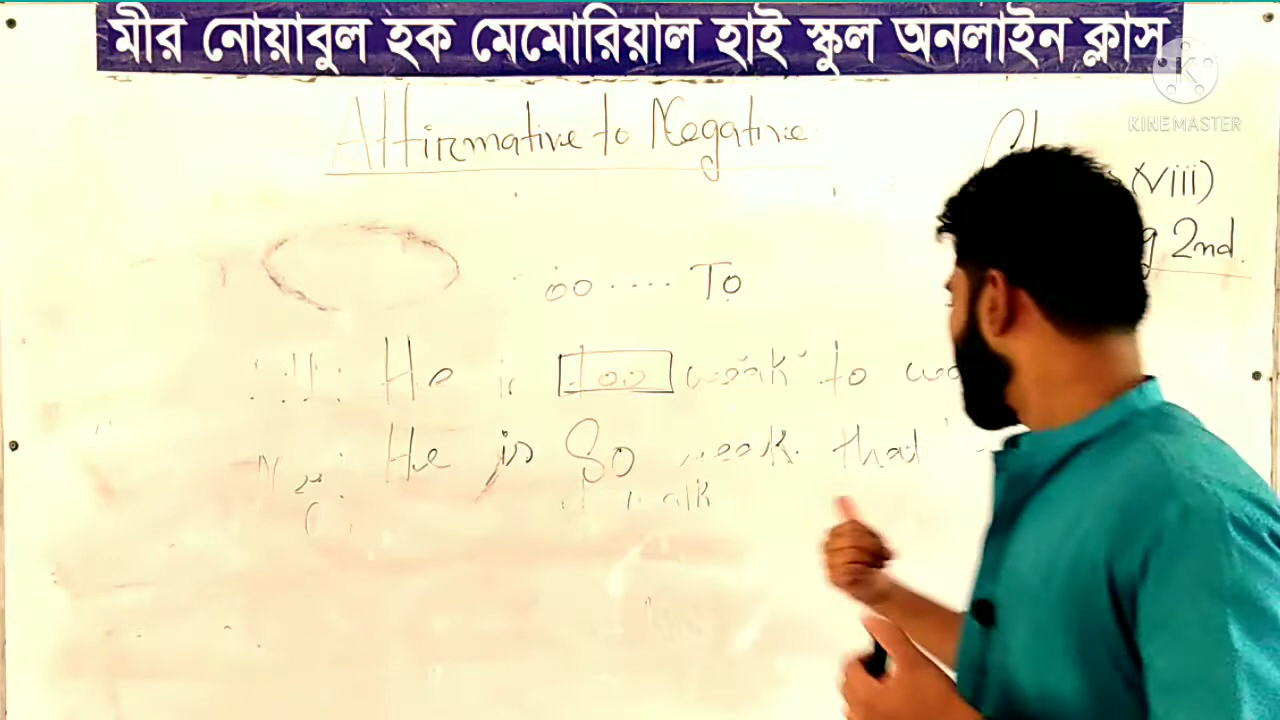 মীর নোয়াবুল হক মেমোরিয়াল হাই স্কুল অনলাইন ক্লাস
KINEMASTER
Affirmative to Negative
(viii)
2nd.
oo.... To
He is too weak to
He is So weak that
walk